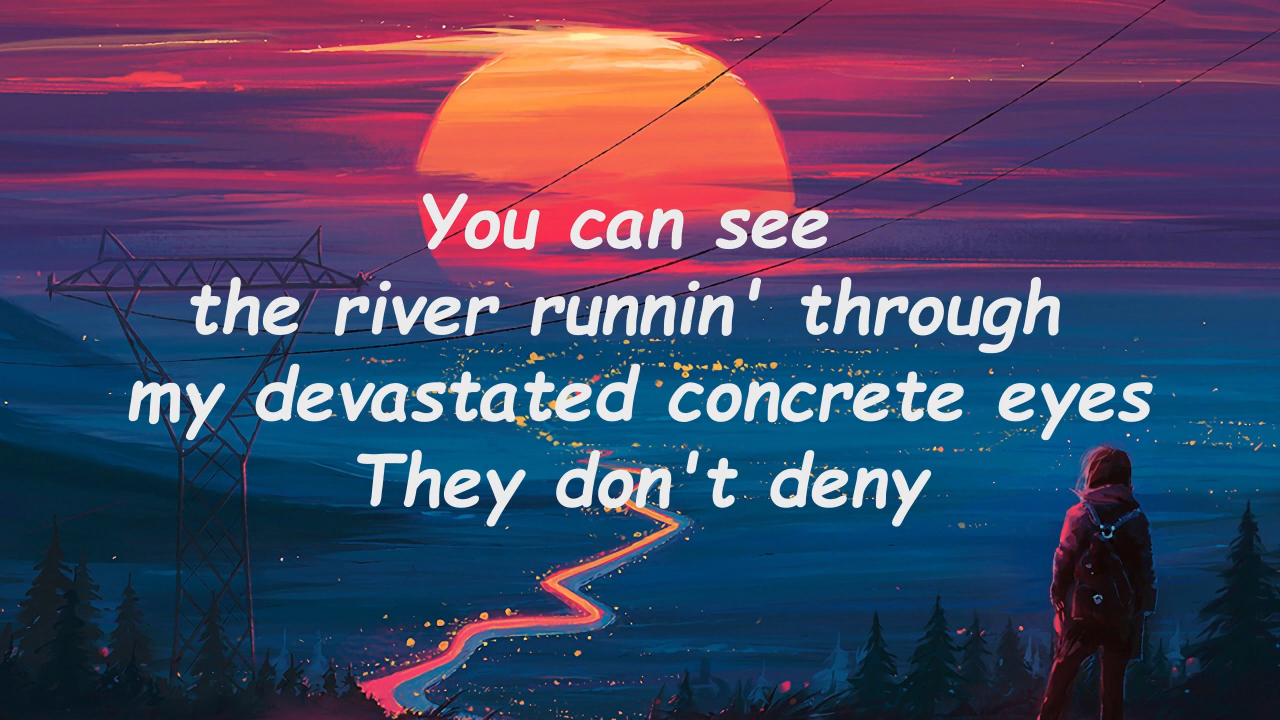 You can see
the river runnin' through
my devastated concrete eyes
They don't deny